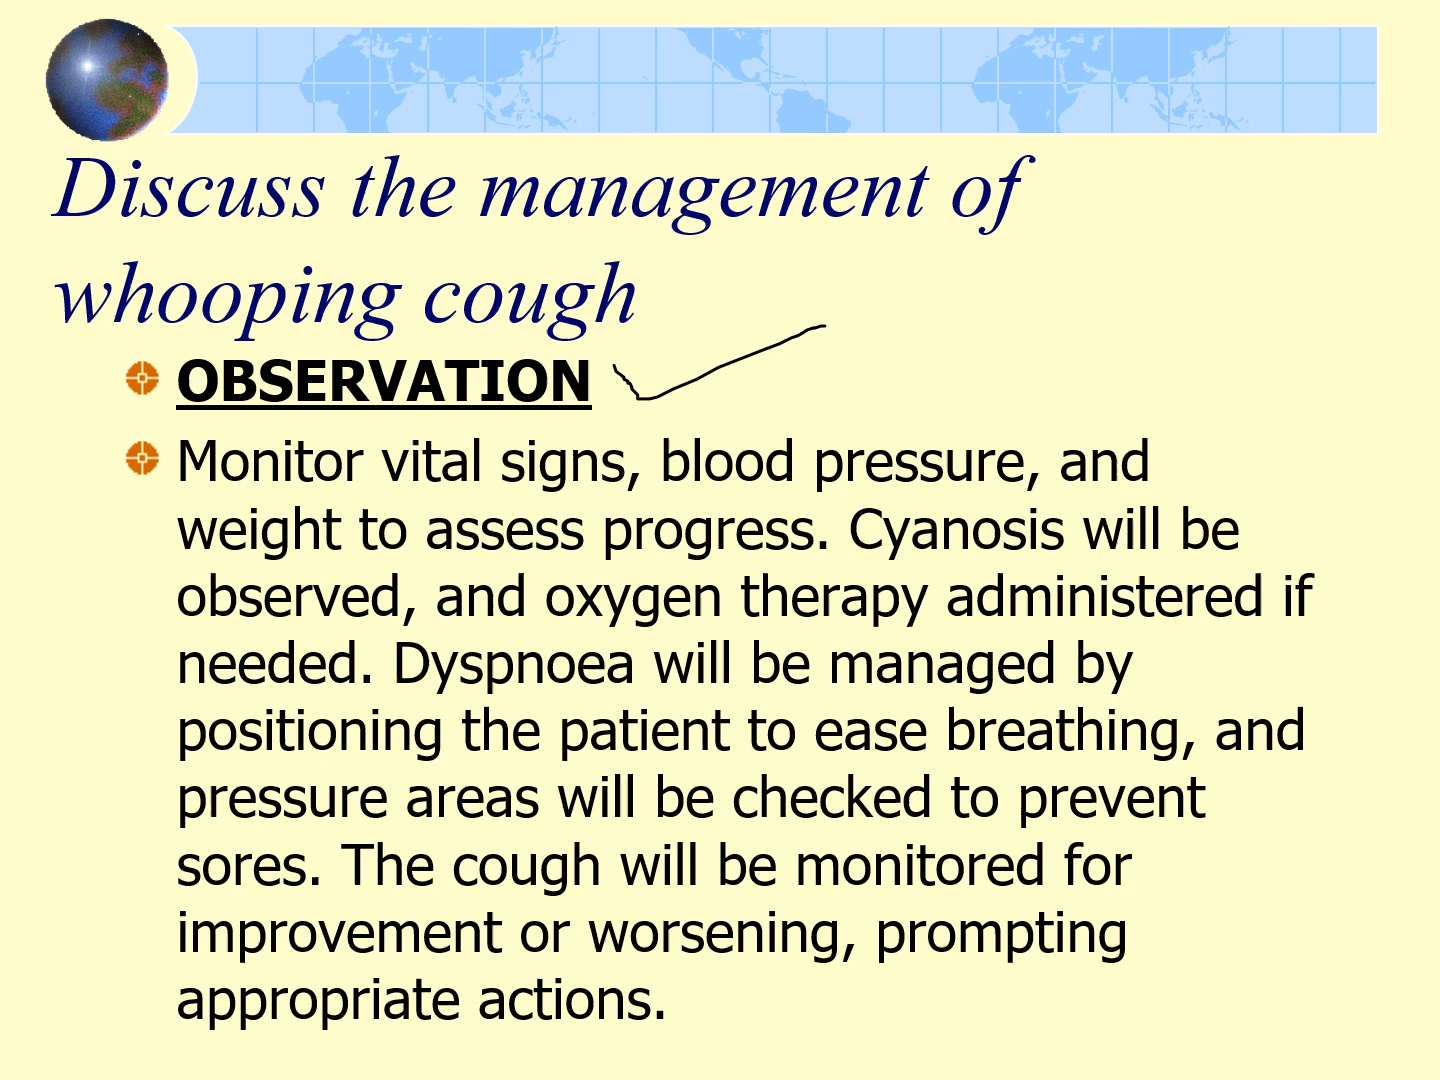 Discuss the management of
whooping cough
OBSERVATION
Monitor vital signs, blood pressure, and
weight to assess progress. Cyanosis will be
observed, and oxygen therapy administered if
needed. Dyspnoea will be managed by
positioning the patient to ease breathing, and
pressure areas will be checked to prevent
sores. The cough will be monitored for
improvement or worsening, prompting
appropriate actions.